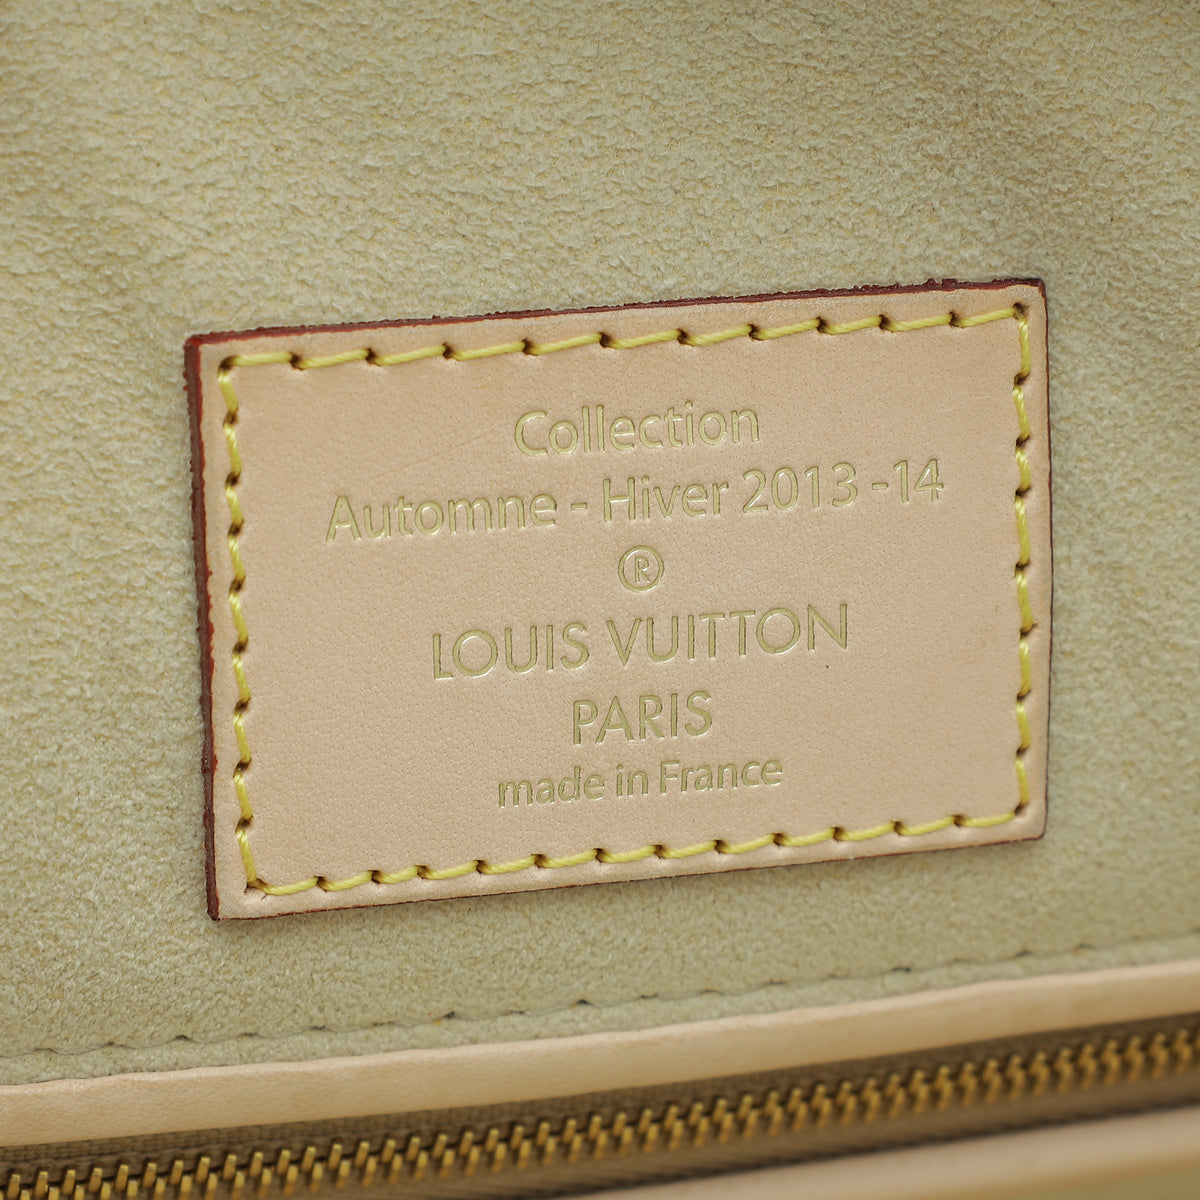 Collection
Automne - Hiver 2013 -14
®
LOUIS VUITTON
PARIS
made in France